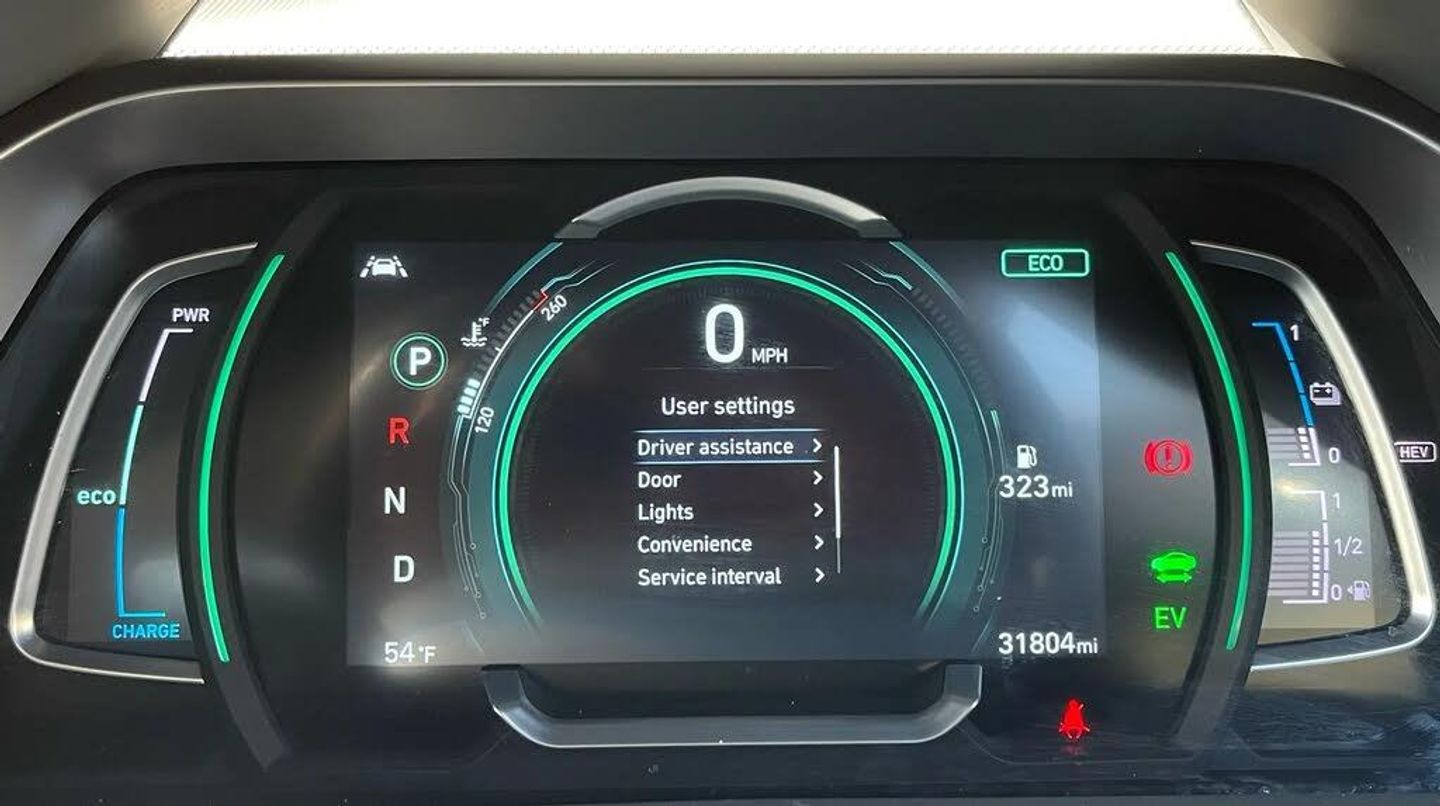 PWR
eco
CHARGE
P
R
N
D
54°F
°F
260
120
0 MPH
User settings
Driver assistance >
Door >
Lights >
Convenience >
Service interval >
ECO
323mi
31804mi
EV
1
0
HEV
1
1/2
0